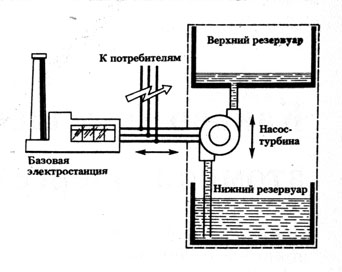 Верхний резервуар
К потребителям
Насос-
турбина
Базовая
электростанция
Нижний резервуар